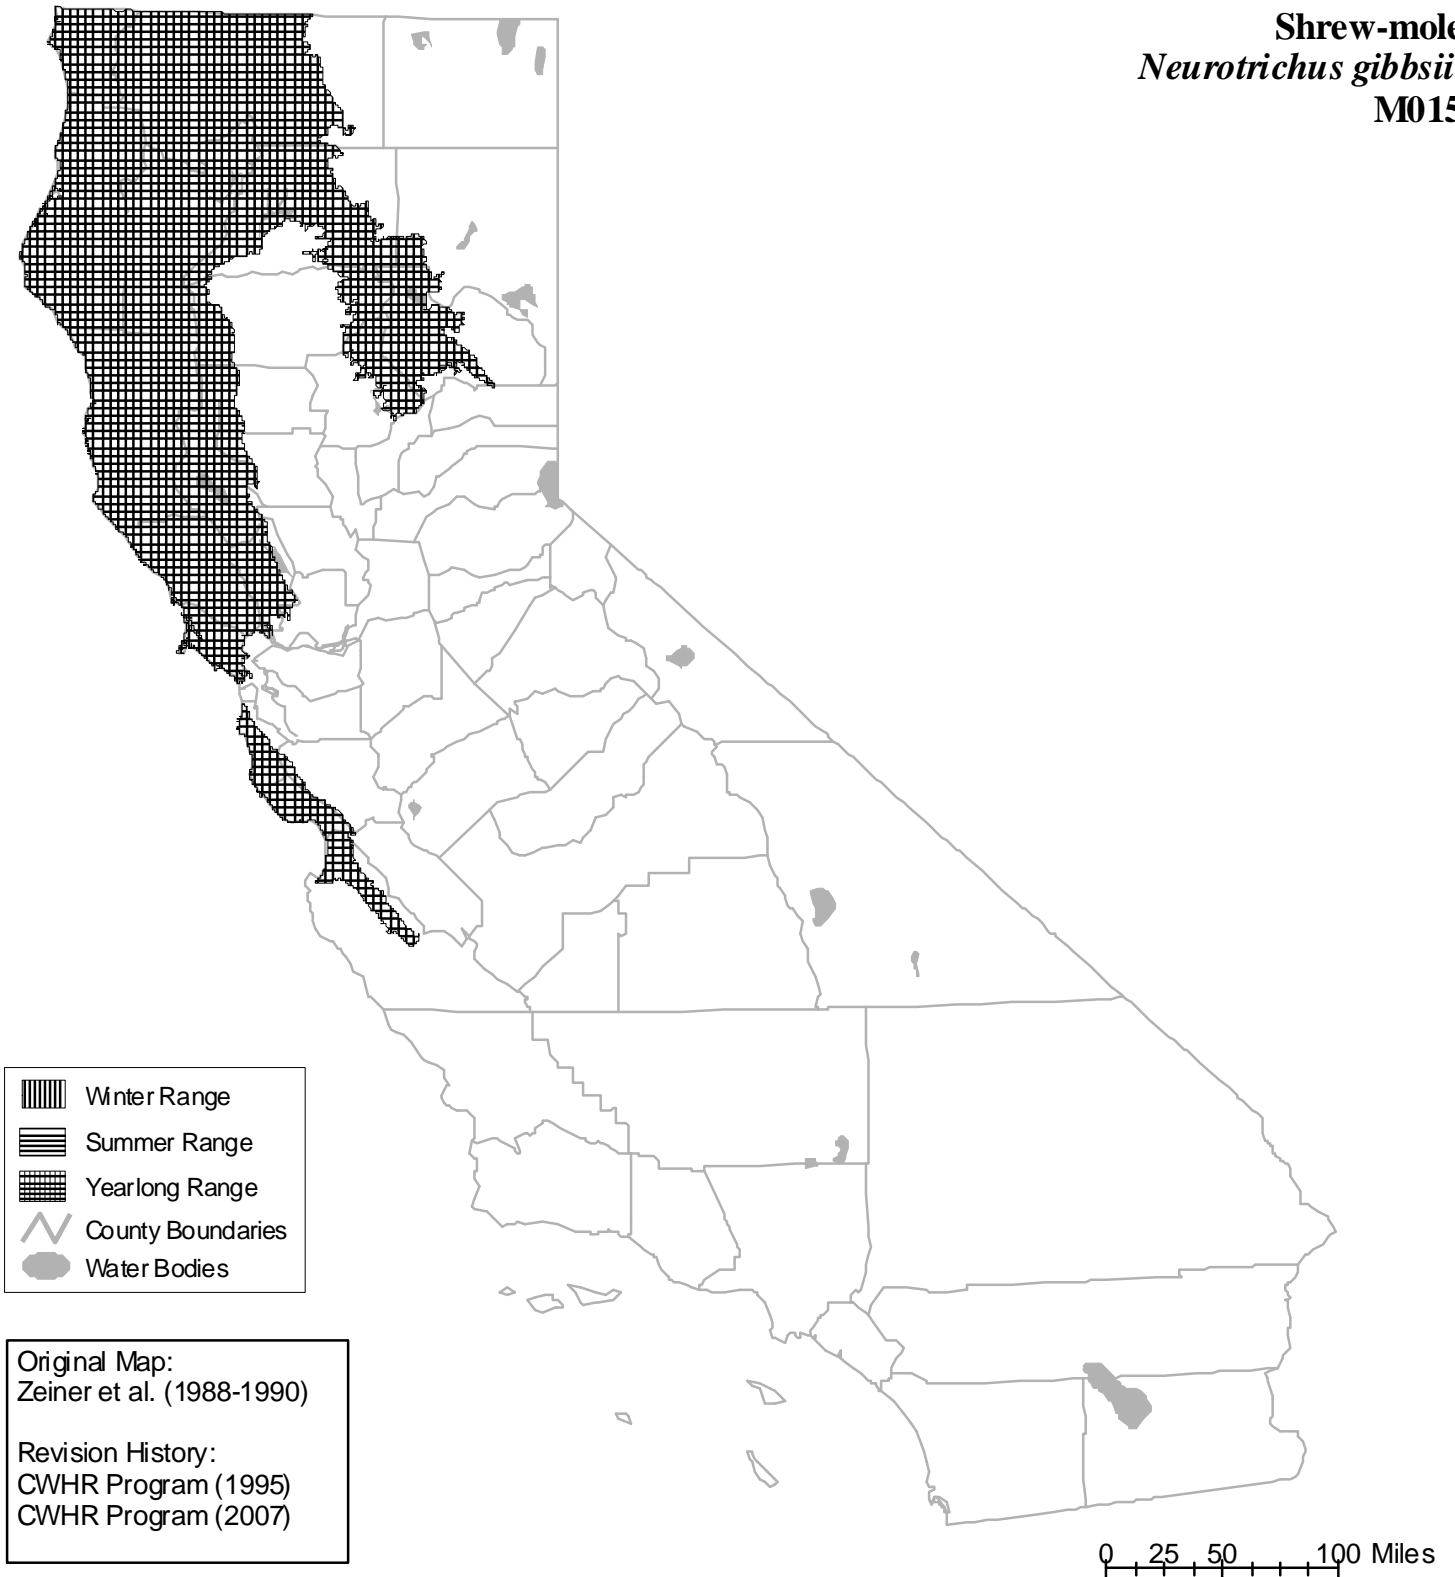 Shrew-mole
Neurotrichus gibbsii
M015
Winter Range
Summer Range
Yearlong Range
County Boundaries
Water Bodies
Original Map:
Zeiner et al. (1988-1990)
Revision History:
CWHR Program (1995)
CWHR Program (2007)
0 25 50 100 Miles